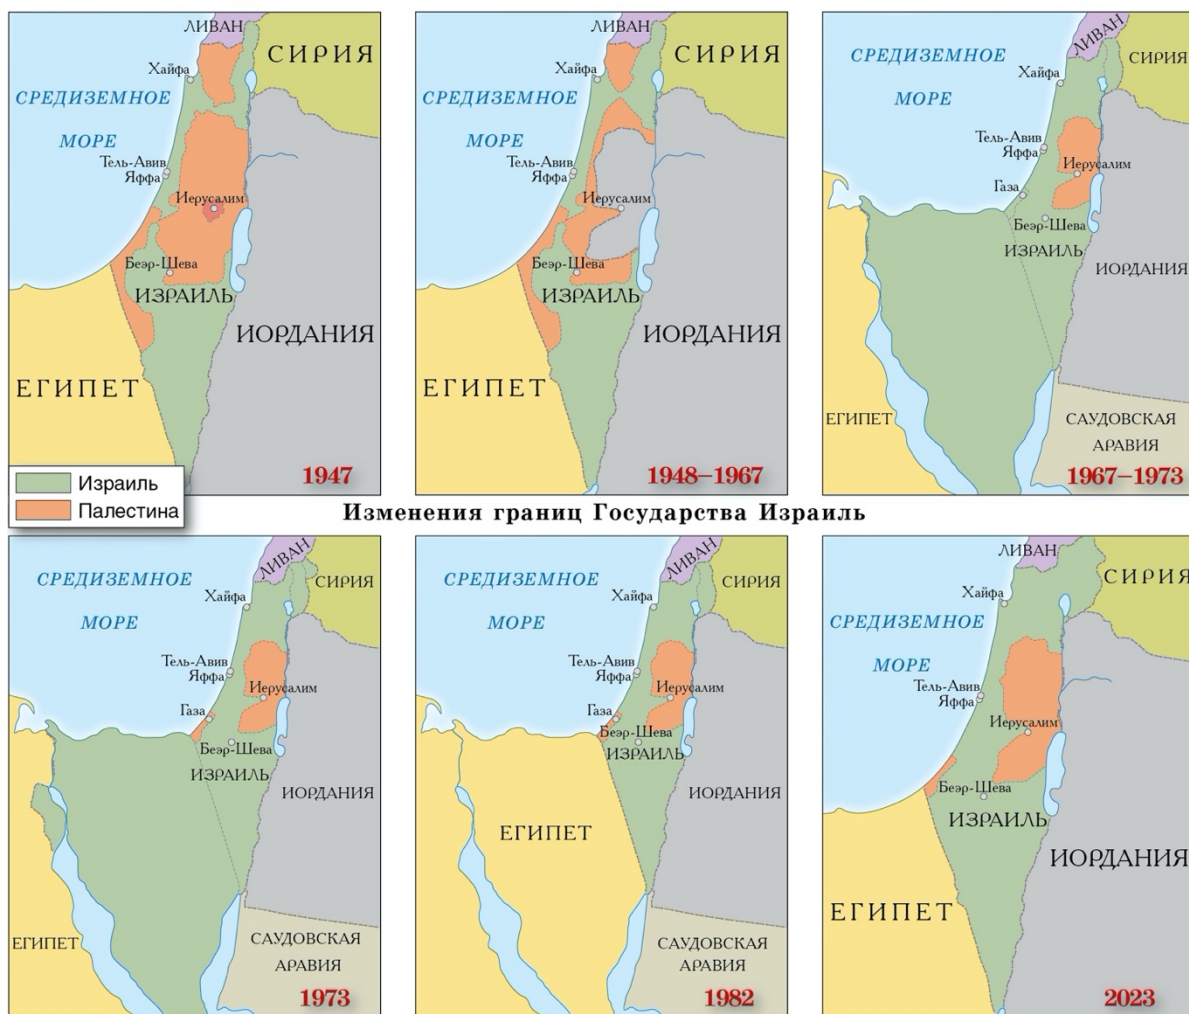 ЛИВАН
СИРИЯ
Хайфа
СРЕДИЗЕМНОЕ
МОРЕ
Тель-Авив
Яффа
Иерусалим
Беэр-Шева
ИЗРАИЛЬ
ИОРДАНИЯ
ЕГИПЕТ
1947
ЛИВАН
СИРИЯ
Хайфа
СРЕДИЗЕМНОЕ
МОРЕ
Тель-Авив
Яффа
Иерусалим
Беэр-Шева
ИЗРАИЛЬ
ИОРДАНИЯ
ЕГИПЕТ
1948–1967
ЛИВАН
СРЕДИЗЕМНОЕ
СИРИЯ
Хайфа
МОРЕ
Тель-Авив
Яффа
Иерусалим
Газа
Беэр-Шева
ИЗРАИЛЬ
ИОРДАНИЯ
ЕГИПЕТ
САУДОВСКАЯ
АРАВИЯ
1967–1973
Израиль
Палестина
Изменения границ Государства Израиль
ЛИВАН
СРЕДИЗЕМНОЕ
СИРИЯ
Хайфа
МОРЕ
Тель-Авив
Яффа
Иерусалим
Газа
Беэр-Шева
ИЗРАИЛЬ
ИОРДАНИЯ
ЕГИПЕТ
САУДОВСКАЯ
АРАВИЯ
1973
ЛИВАН
СРЕДИЗЕМНОЕ
СИРИЯ
Хайфа
МОРЕ
Тель-Авив
Яффа
Иерусалим
Газа
Беэр-Шева
ИЗРАИЛЬ
ИОРДАНИЯ
ЕГИПЕТ
САУДОВСКАЯ
АРАВИЯ
1982
ЛИВАН
СИРИЯ
Хайфа
СРЕДИЗЕМНОЕ
МОРЕ
Тель-Авив
Яффа
Иерусалим
Беэр-Шева
ИЗРАИЛЬ
ИОРДАНИЯ
ЕГИПЕТ
2023